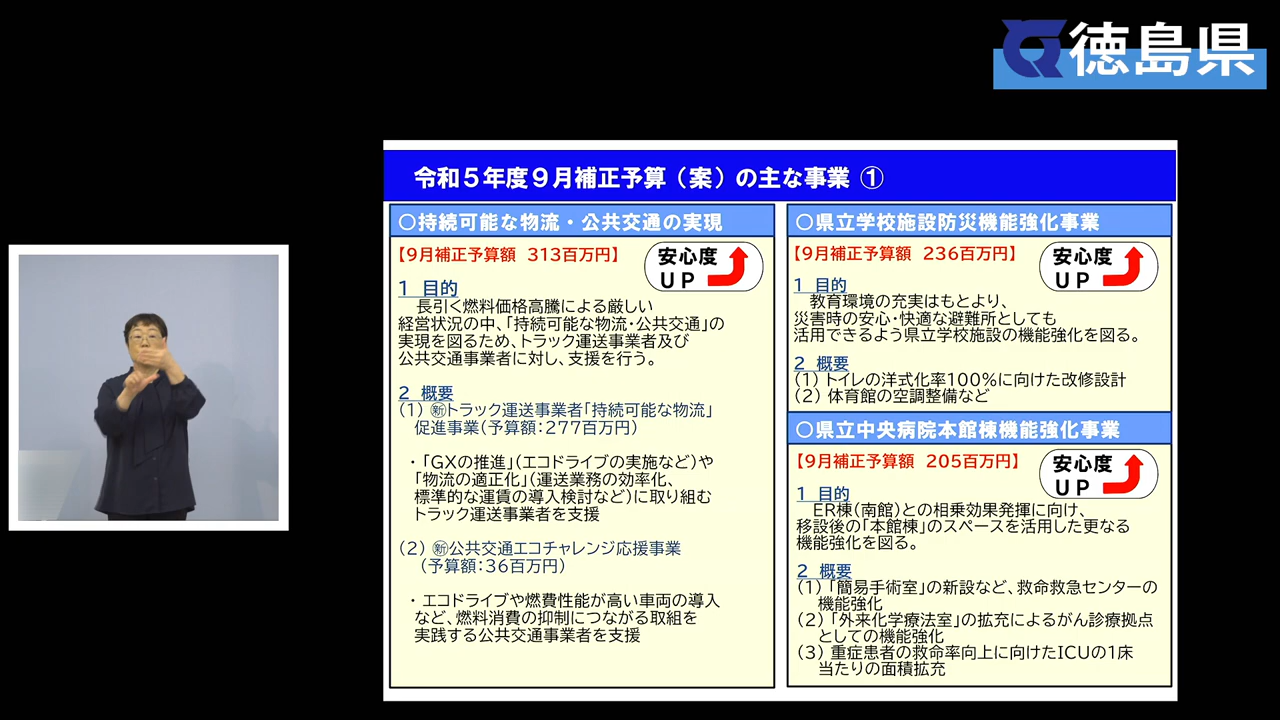 徳島県
令和5年度9月補正予算（案）の主な事業 ①
○持続可能な物流・公共交通の実現
【9月補正予算額 313百万円】
安心度
UP
1 目的
長引く燃料価格高騰による厳しい
経営状況の中、「持続可能な物流・公共交通」の
実現を図るため、トラック運送事業者及び
公共交通事業者に対し、支援を行う。
2 概要
(1) ㊟トラック運送事業者「持続可能な物流」
促進事業(予算額：277百万円)
・「GXの推進」(エコドライブの実施など)や
「物流の適正化」(運送業務の効率化、
標準的な運賃の導入検討など)に取り組む
トラック運送事業者を支援
(2) 新公共交通エコチャレンジ応援事業
(予算額：36百万円)
・エコドライブや燃費性能が高い車両の導入
など、燃料消費の抑制につながる取組を
実践する公共交通事業者を支援
○県立学校施設防災機能強化事業
【9月補正予算額 236百万円】
安心度
UP
1 目的
教育環境の充実はもとより、
災害時の安心・快適な避難所としても
活用できるよう県立学校施設の機能強化を図る。
2 概要
(1) トイレの洋式化率100%に向けた改修設計
(2) 体育館の空調整備など
○県立中央病院本館棟機能強化事業
【9月補正予算額 205百万円】
安心度
UP
1 目的
ER棟(南館)との相乗効果発揮に向け、
移設後の「本館棟」のスペースを活用した更なる
機能強化を図る。
2 概要
(1) 「簡易手術室」の新設など、救命救急センターの
機能強化
(2) 「外来化学療法室」の拡充によるがん診療拠点
としての機能強化
(3) 重症患者の救命率向上に向けたICUの1床
当たりの面積拡充